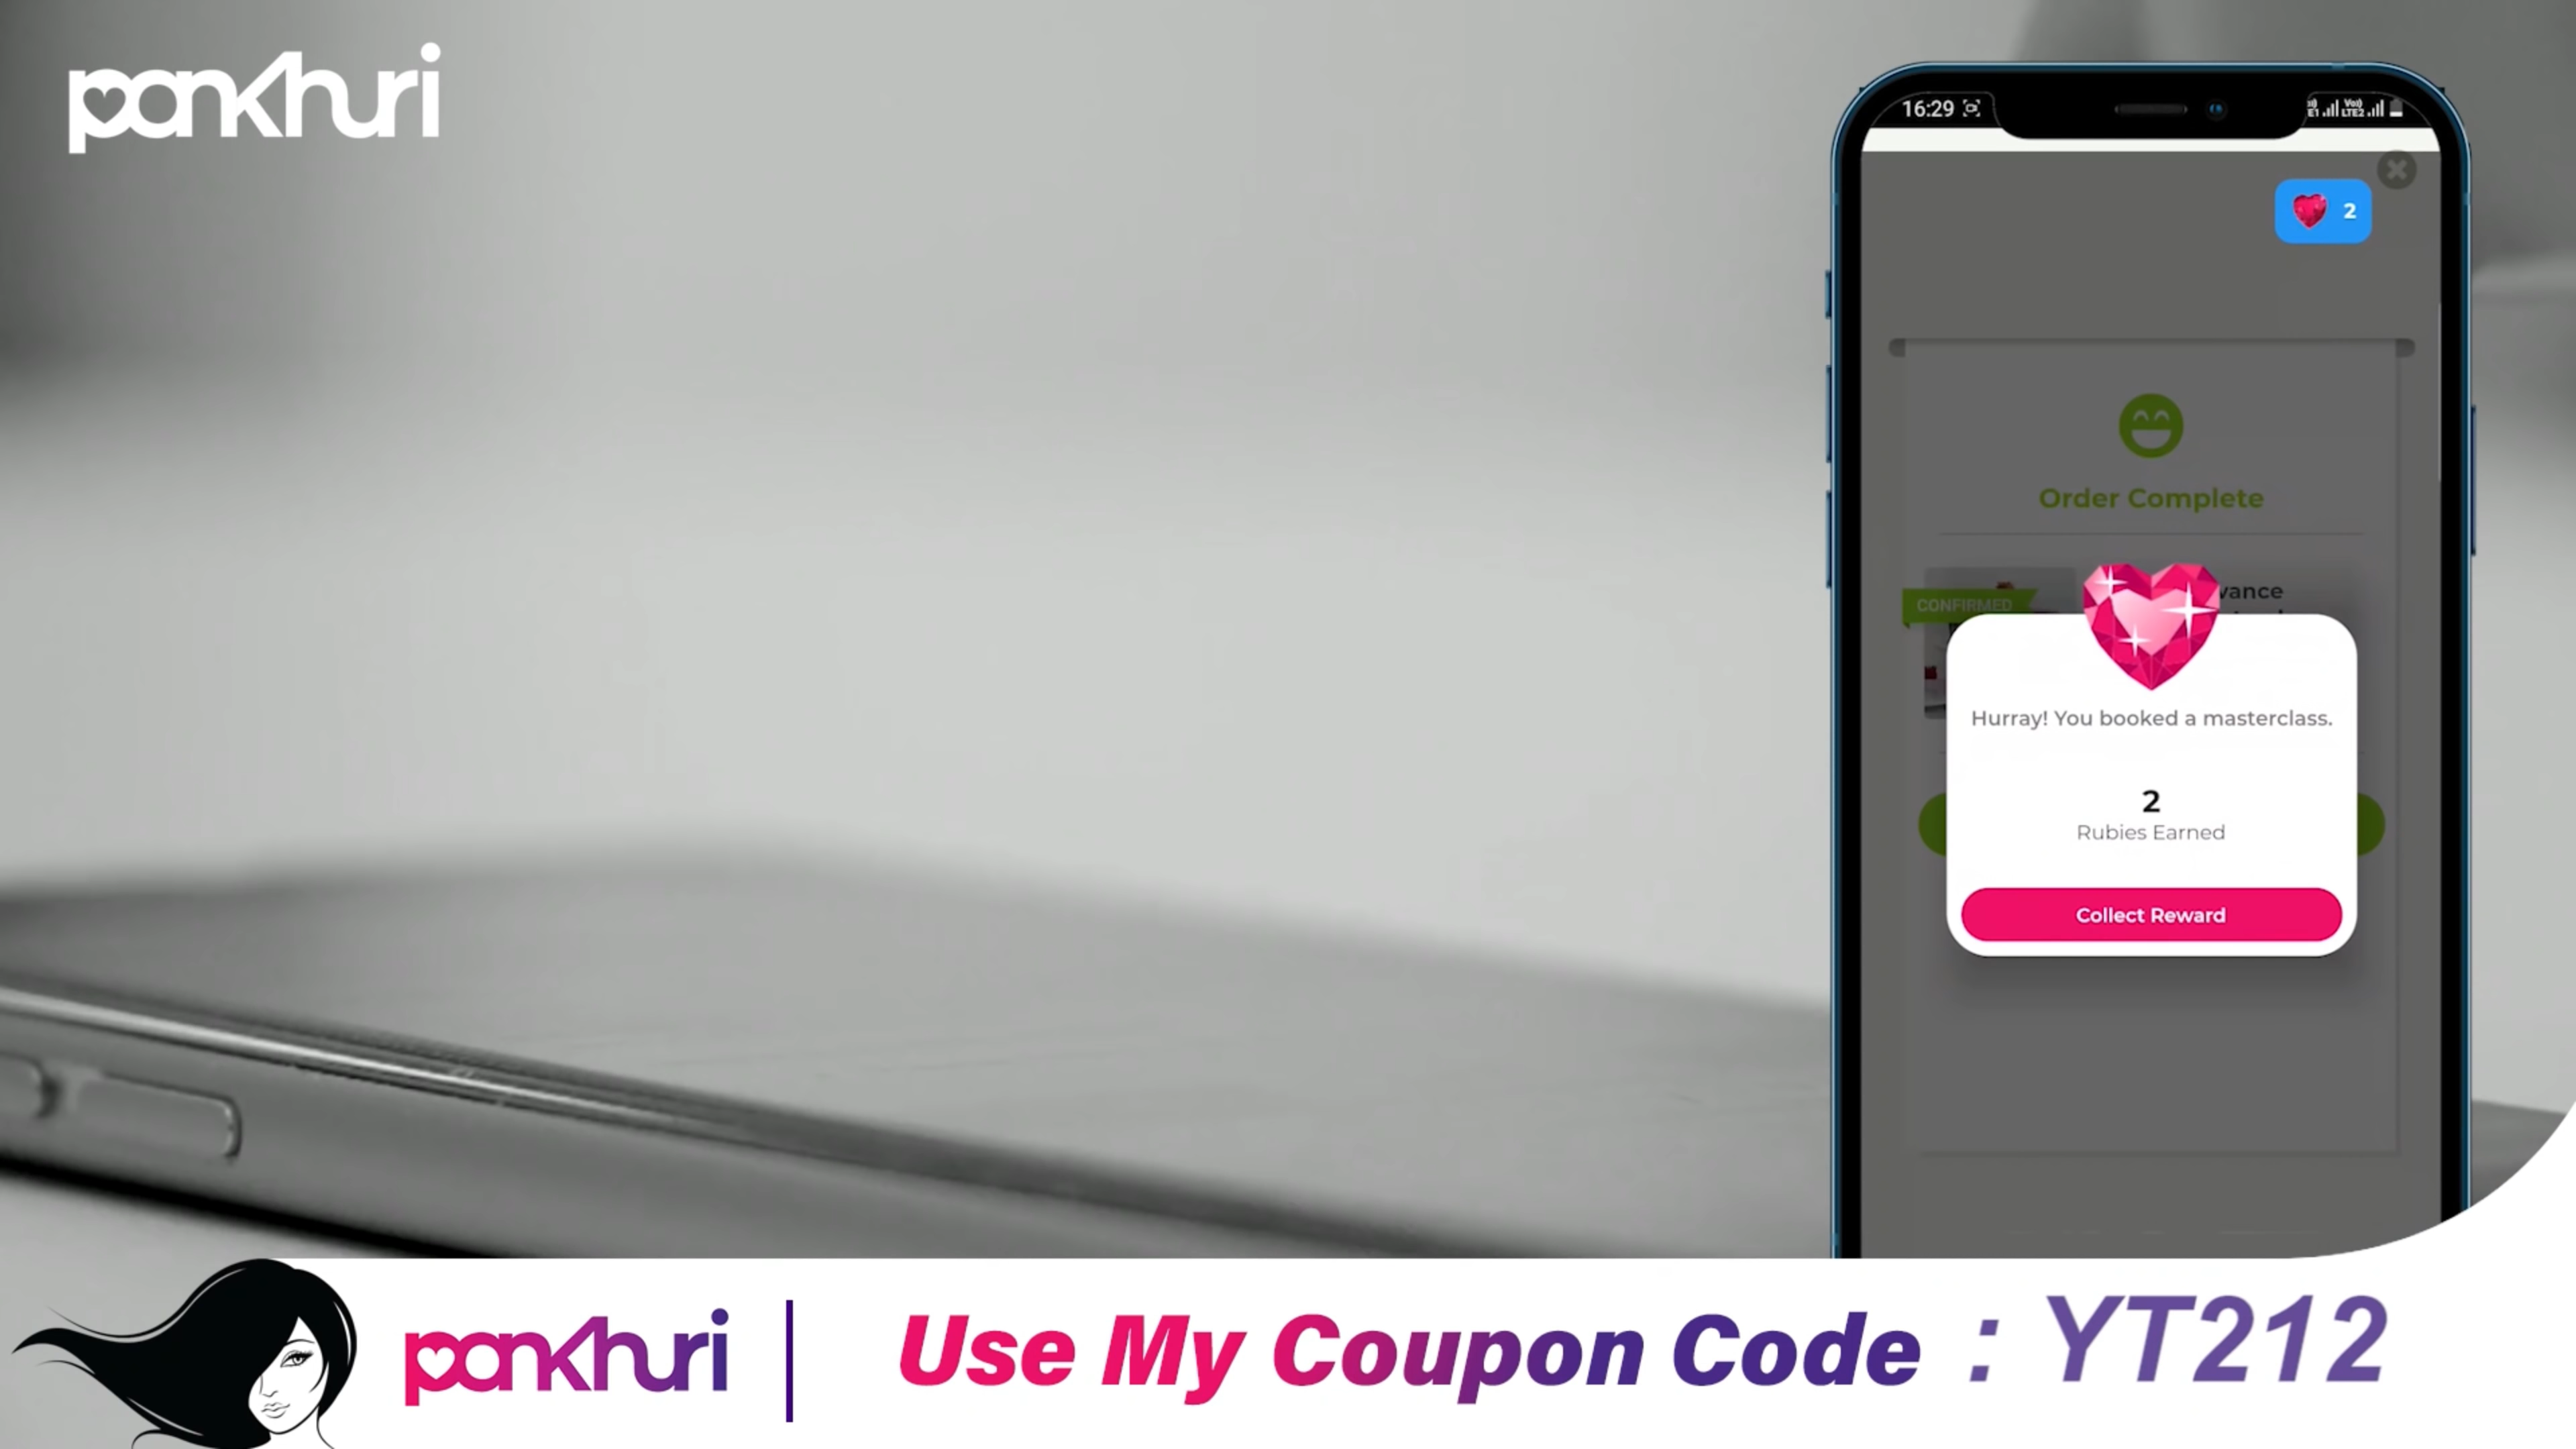 pankhuri
16:29
2
Order Complete
CONFIRMED
Hurray! You booked a masterclass.
2
Rubies Earned
Collect Reward
pankhuri
Use My Coupon Code : YT212